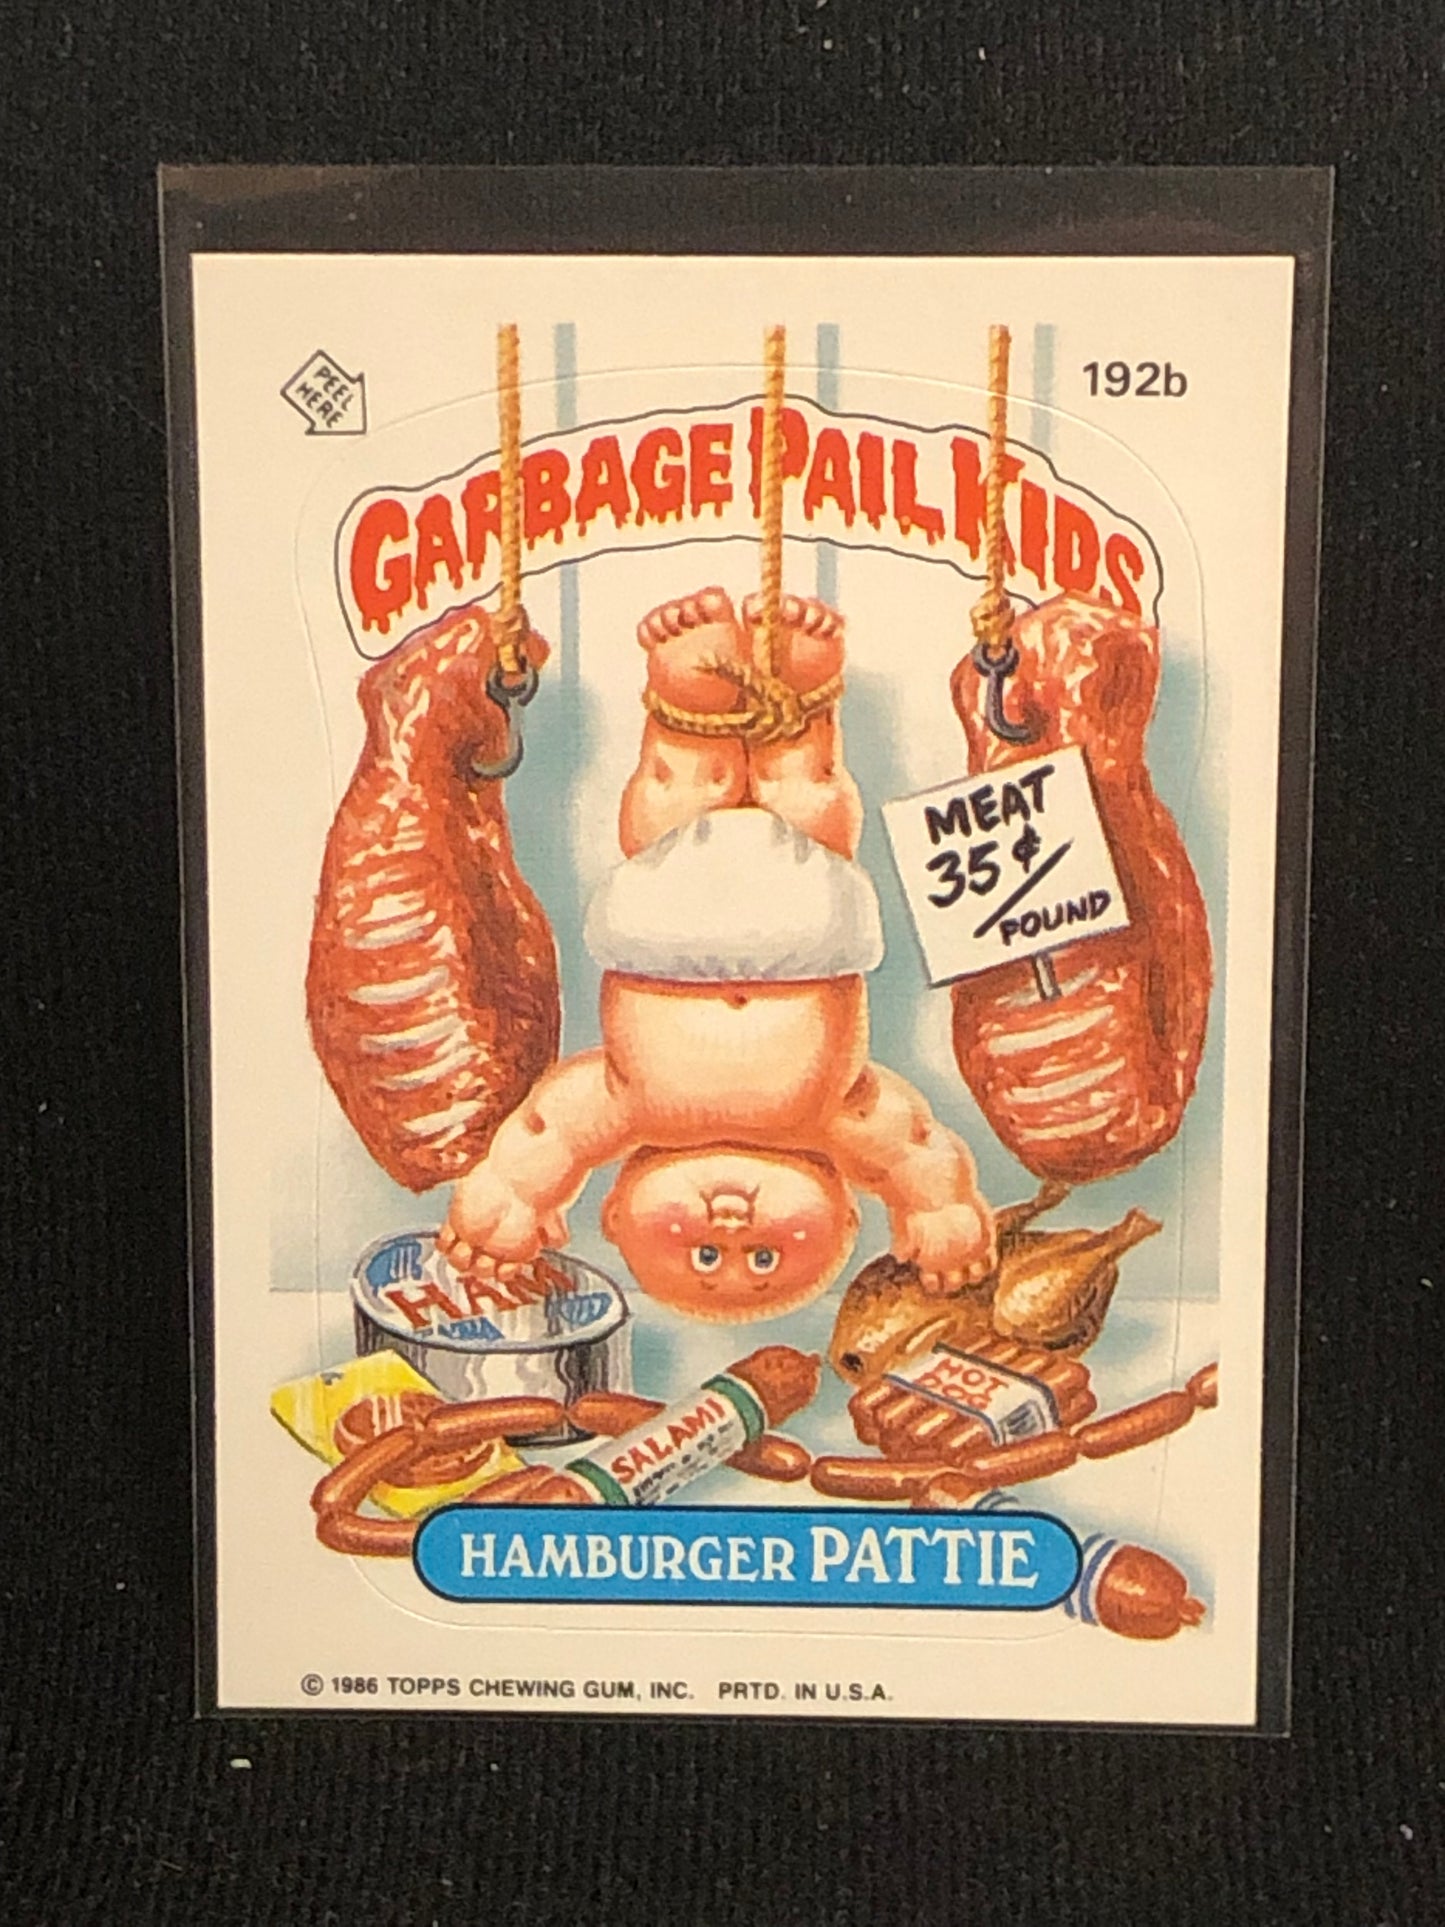 PEEL
HERE
192b
GARBAGE PAIL KIDS
MEAT
35¢/
POUND
HAM
HOT
DOG
SALAMI
HAMBURGER PATTIE
© 1986 TOPPS CHEWING GUM, INC. PRTD. IN U.S.A.